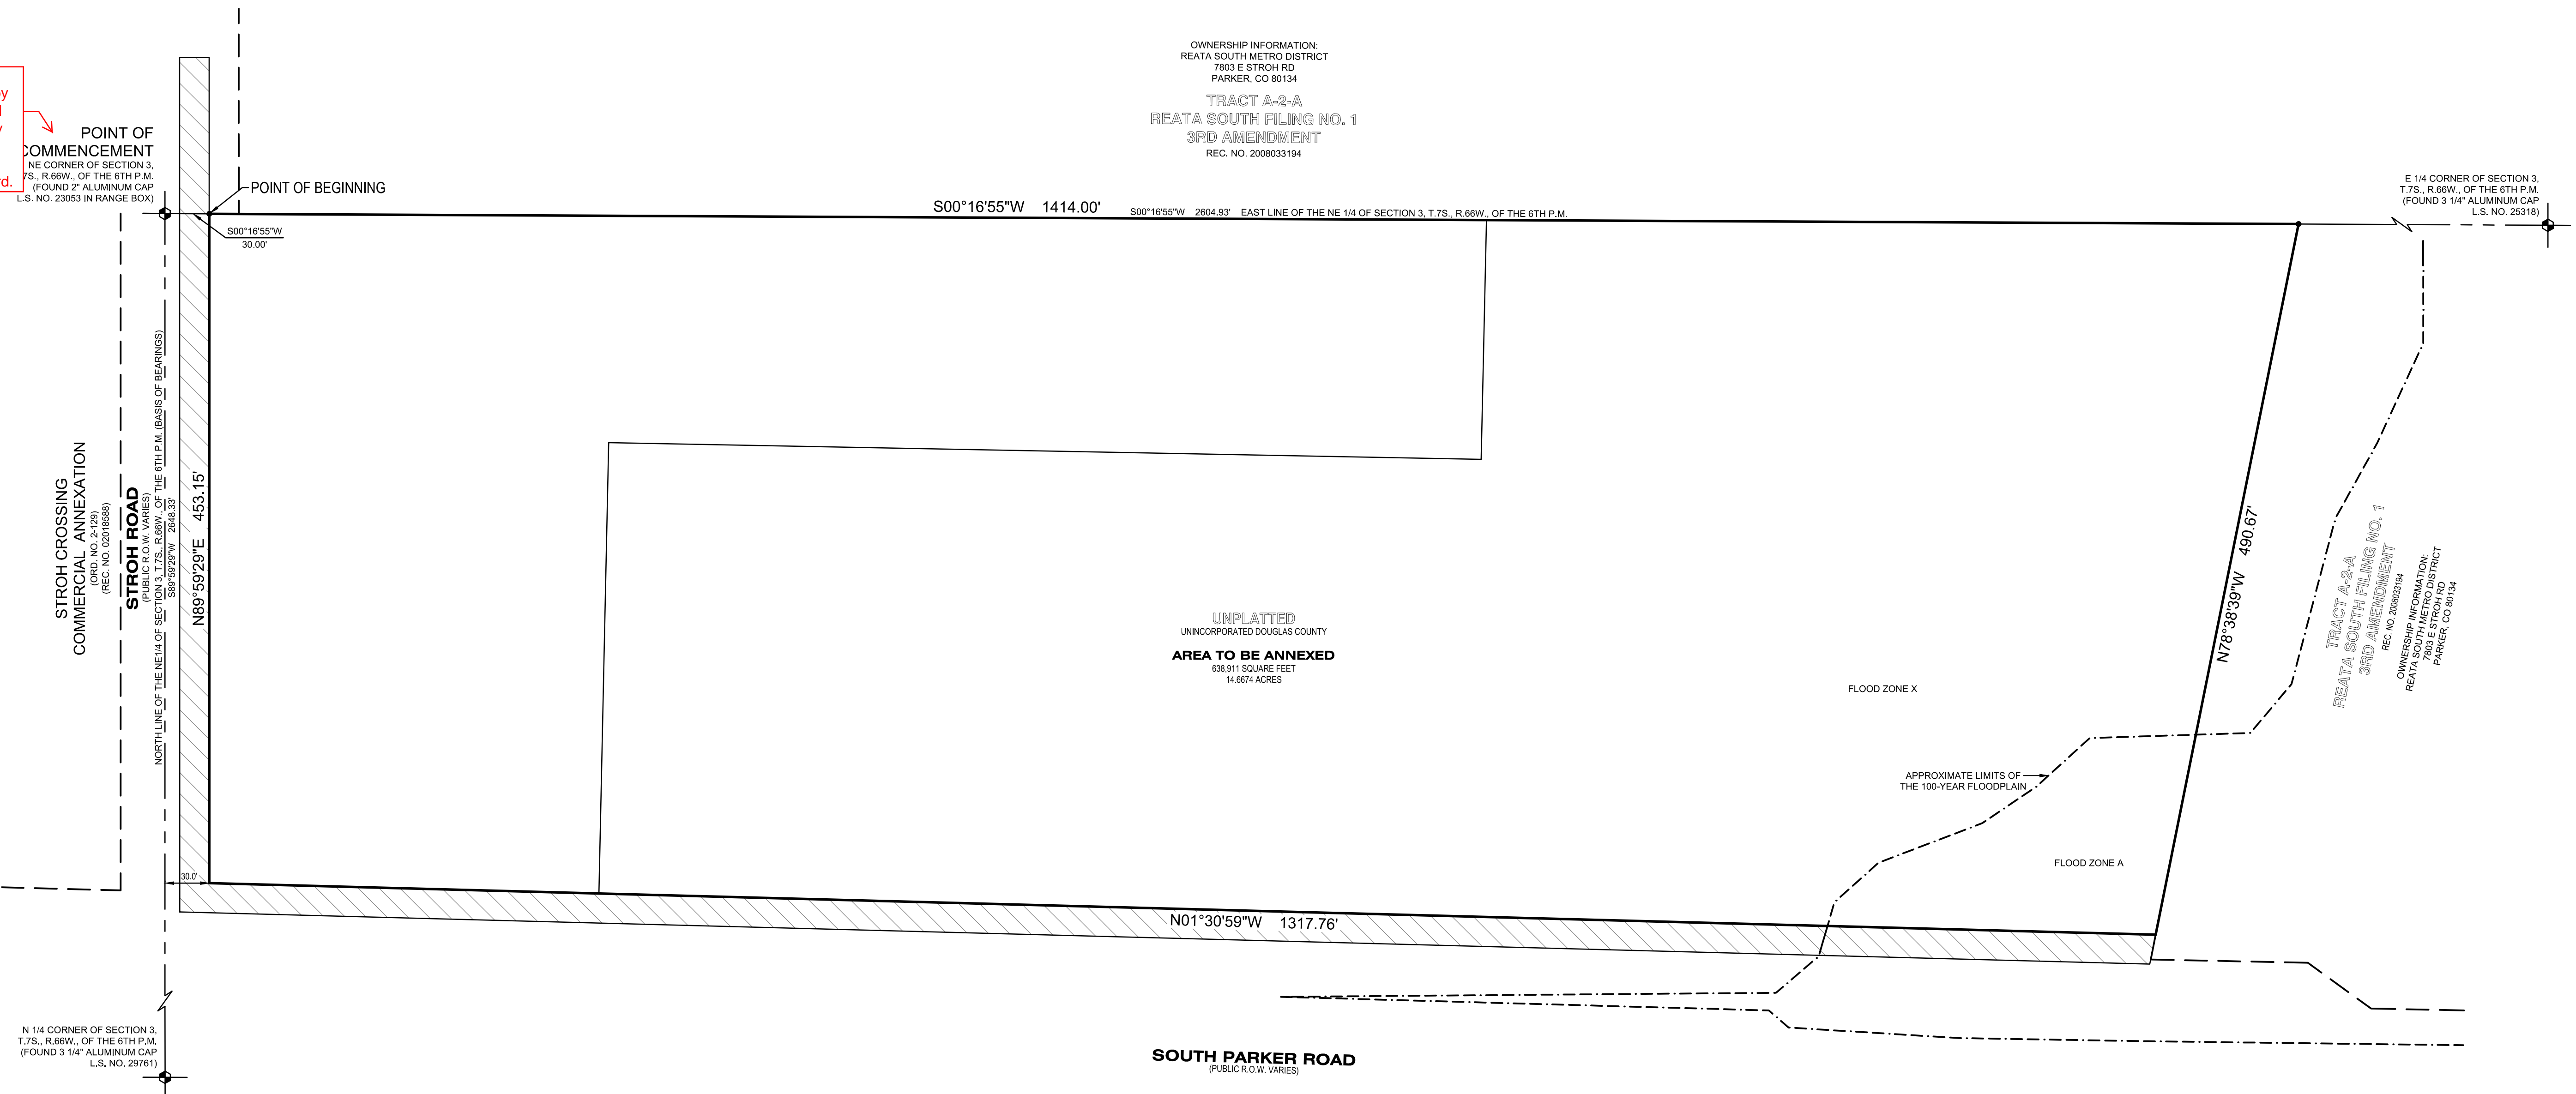 OWNERSHIP INFORMATION:
REATA SOUTH METRO DISTRICT
7803 E STROH RD
PARKER, CO 80134
TRACT A-2-A
REATA SOUTH FILING NO. 1
3RD AMENDMENT
REC. NO. 2008033194
POINT OF
COMMENCEMENT
NE CORNER OF SECTION 3,
7S., R.66W., OF THE 6TH P.M.
(FOUND 2" ALUMINUM CAP
L.S. NO. 23053 IN RANGE BOX)
POINT OF BEGINNING
S00°16'55"W
30.00'
S00°16'55"W 1414.00'
S00°16'55"W 2604.93' EAST LINE OF THE NE 1/4 OF SECTION 3, T.7S., R.66W., OF THE 6TH P.M.
E 1/4 CORNER OF SECTION 3,
T.7S., R.66W., OF THE 6TH P.M.
(FOUND 3 1/4" ALUMINUM CAP
L.S. NO. 25318)
STROH CROSSING
COMMERCIAL ANNEXATION
(ORD. NO. 2-129)
(REC. NO. 02018588)
STROH ROAD
(PUBLIC R.O.W. VARIES)
NORTH LINE OF THE NE1/4 OF SECTION 3, T.7S., R.66W., OF THE 6TH P.M. (BASIS OF BEARINGS)
S89°59'29"W 2648.33'
N89°59'29"E 453.15'
30.0'
UNPLATTED
UNINCORPORATED DOUGLAS COUNTY
AREA TO BE ANNEXED
638,911 SQUARE FEET
14.6674 ACRES
FLOOD ZONE X
APPROXIMATE LIMITS OF
THE 100-YEAR FLOODPLAIN
FLOOD ZONE A
N78°38'39"W 490.67'
TRACT A-2-A
REATA SOUTH FILING NO. 1
3RD AMENDMENT
REC. NO. 2008033194
OWNERSHIP INFORMATION:
REATA SOUTH METRO DISTRICT
7803 E STROH RD
PARKER, CO 80134
N01°30'59"W 1317.76'
N 1/4 CORNER OF SECTION 3,
T.7S., R.66W., OF THE 6TH P.M.
(FOUND 3 1/4" ALUMINUM CAP
L.S. NO. 29761)
SOUTH PARKER ROAD
(PUBLIC R.O.W. VARIES)